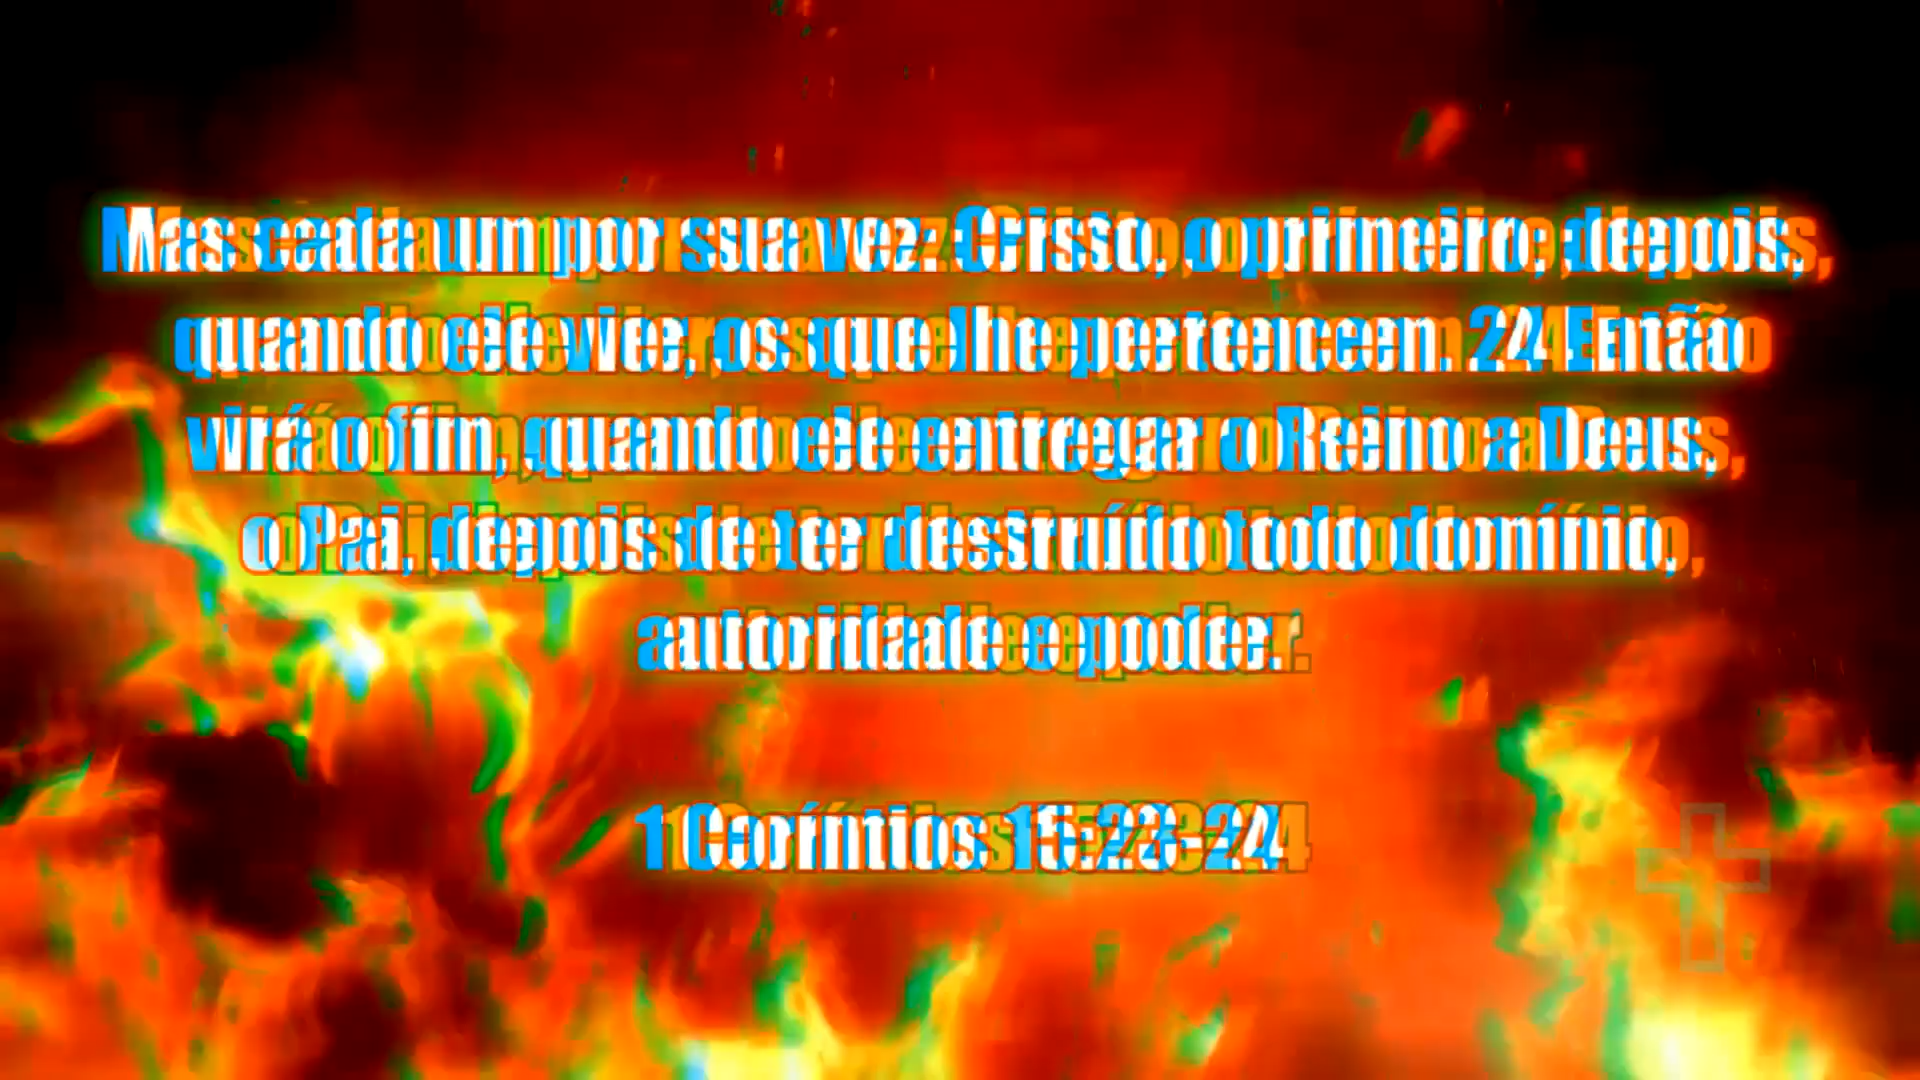 Mas cada um por sua vez: Cristo, o primeiro; depois,
quando ele vier, os que lhe pertencem. 24 Então
virá o fim, quando ele entregar o Reino a Deus,
o Pai, depois de ter destruído todo domínio,
autoridade e poder.
1 Coríntios 15:23-24